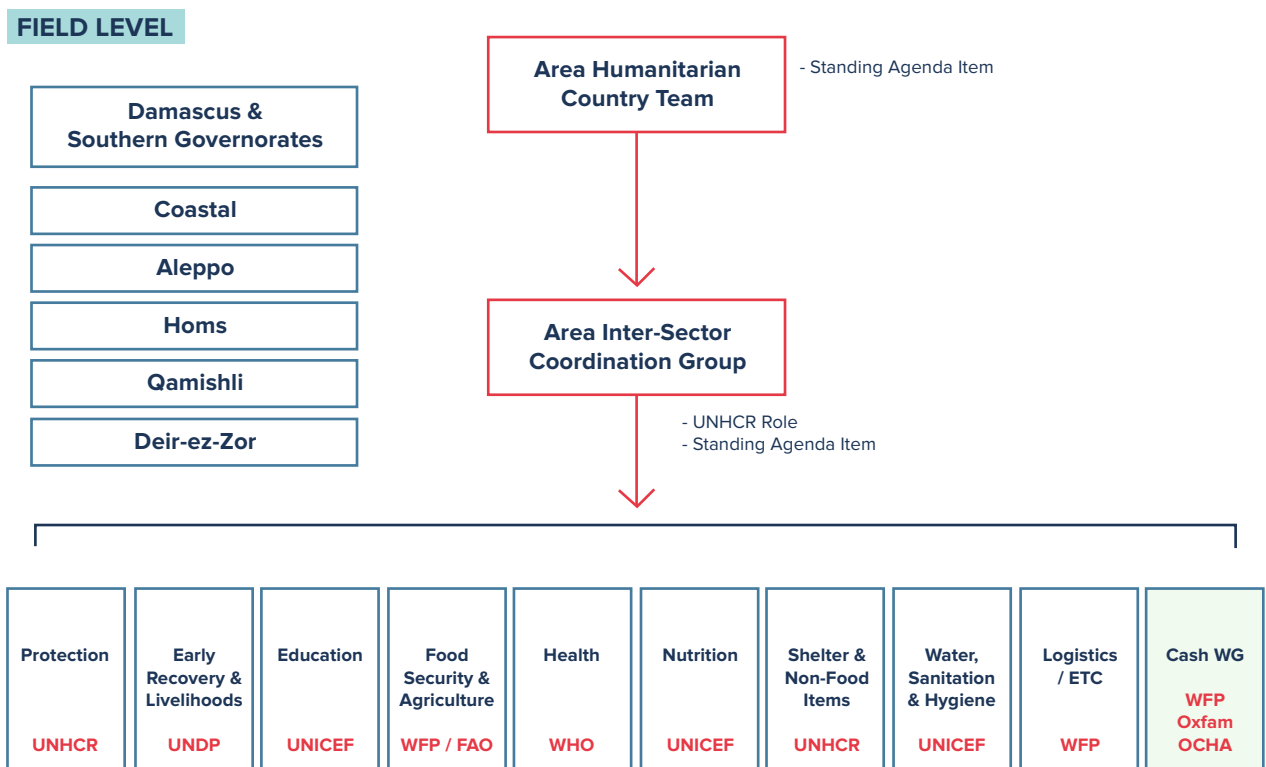 FIELD LEVEL
Damascus &
Southern Governorates
Coastal
Aleppo
Homs
Qamishli
Deir-ez-Zor
Area Humanitarian
Country Team
- Standing Agenda Item
Area Inter-Sector
Coordination Group
- UNHCR Role
- Standing Agenda Item
Protection
UNHCR
Early
Recovery &
Livelihoods
UNDP
Education
UNICEF
Food
Security &
Agriculture
WFP / FAO
Health
WHO
Nutrition
UNICEF
Shelter &
Non-Food
Items
UNHCR
Water,
Sanitation
& Hygiene
UNICEF
Logistics
/ ETC
WFP
Cash WG
WFP
Oxfam
OCHA